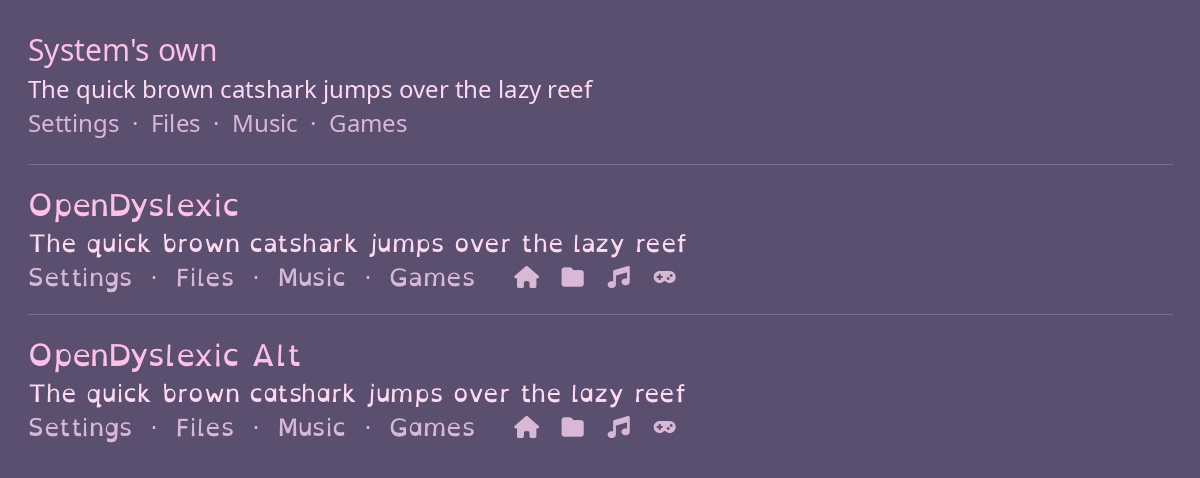 System's own
The quick brown catshark jumps over the lazy reef
Settings · Files · Music · Games
OpenDyslexic
The quick brown catshark jumps over the lazy reef
Settings · Files · Music · Games
OpenDyslexic Alt
The quick brown catshark jumps over the lazy reef
Settings · Files · Music · Games